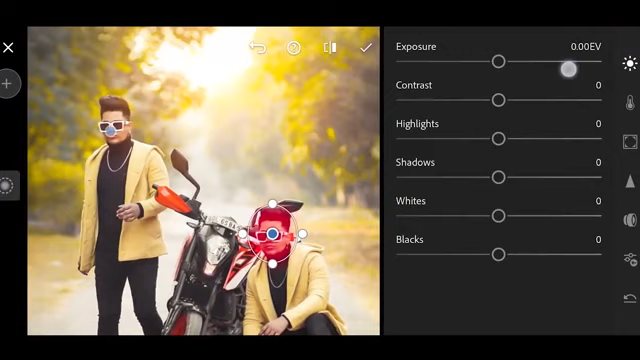 Exposure 0.00EV
Contrast 0
Highlights 0
Shadows 0
Whites 0
Blacks 0